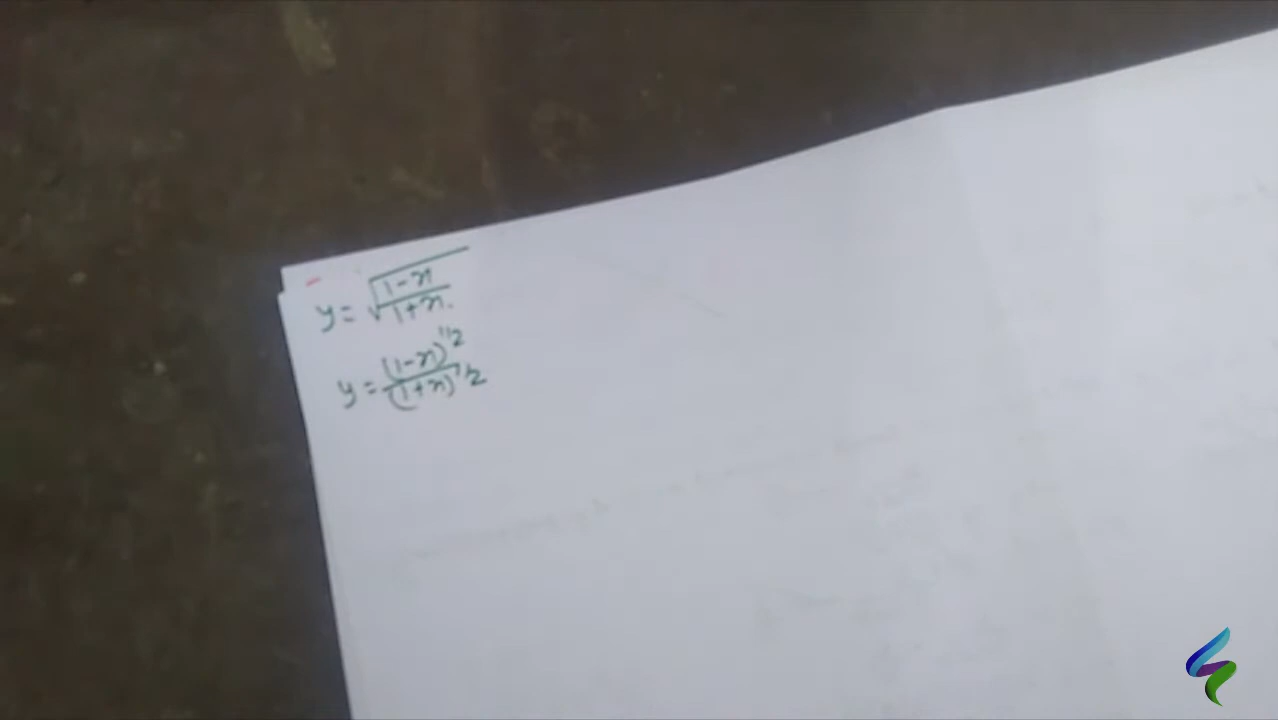 y = √(1-x / 1+x)
y = (1-x)^1/2 / (1+x)^1/2